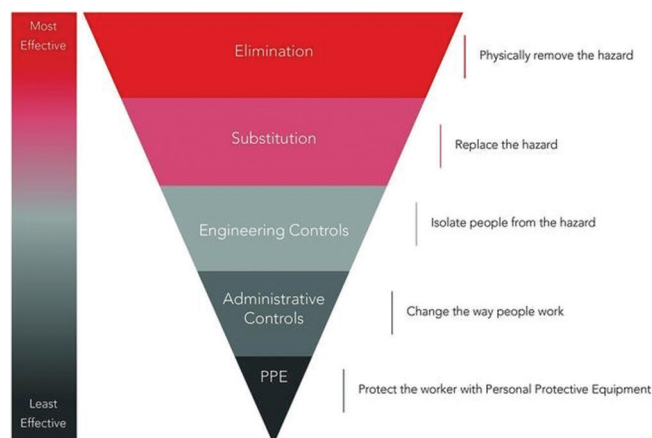 Most
Effective
Elimination
Physically remove the hazard
Substitution
Replace the hazard
Engineering Controls
Isolate people from the hazard
Administrative
Controls
Change the way people work
PPE
Protect the worker with Personal Protective Equipment
Least
Effective